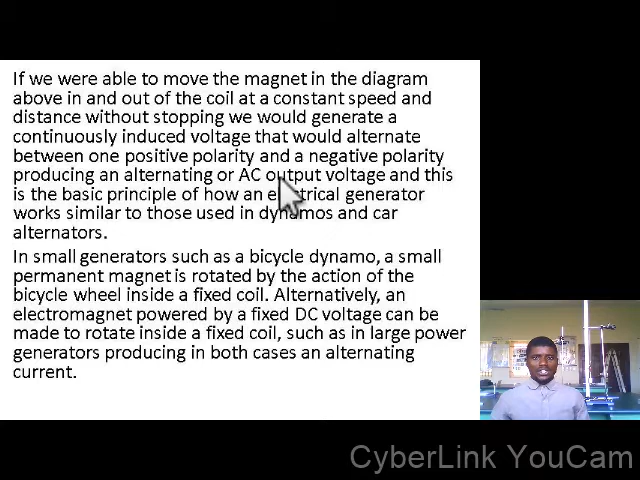 If we were able to move the magnet in the diagram
above in and out of the coil at a constant speed and
distance without stopping we would generate a
continuously induced voltage that would alternate
between one positive polarity and a negative polarity
producing an alternating or AC output voltage and this
is the basic principle of how an electrical generator
works similar to those used in dynamos and car
alternators.
In small generators such as a bicycle dynamo, a small
permanent magnet is rotated by the action of the
bicycle wheel inside a fixed coil. Alternatively, an
electromagnet powered by a fixed DC voltage can be
made to rotate inside a fixed coil, such as in large power
generators producing in both cases an alternating
current.
CyberLink YouCam